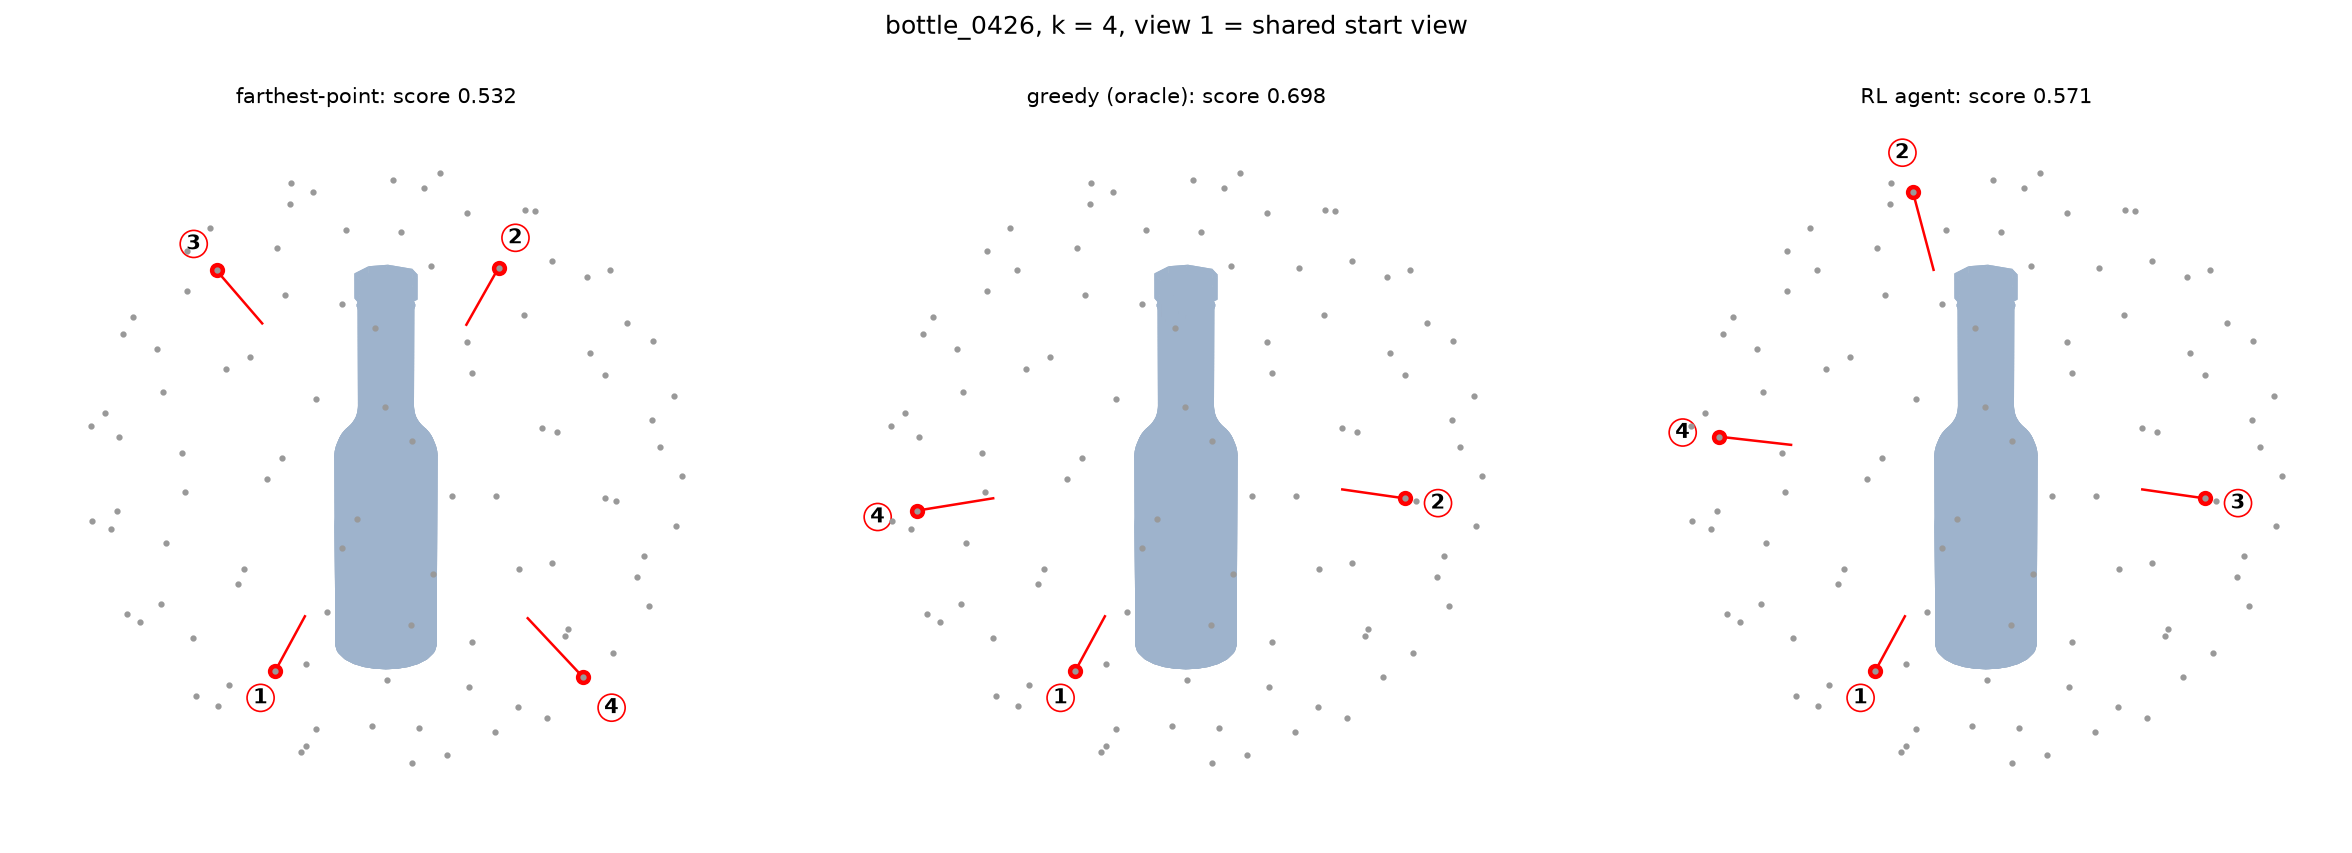 bottle_0426, k = 4, view 1 = shared start view
farthest-point: score 0.532
3
2
1
4
greedy (oracle): score 0.698
4
2
1
RL agent: score 0.571
2
4
3
1